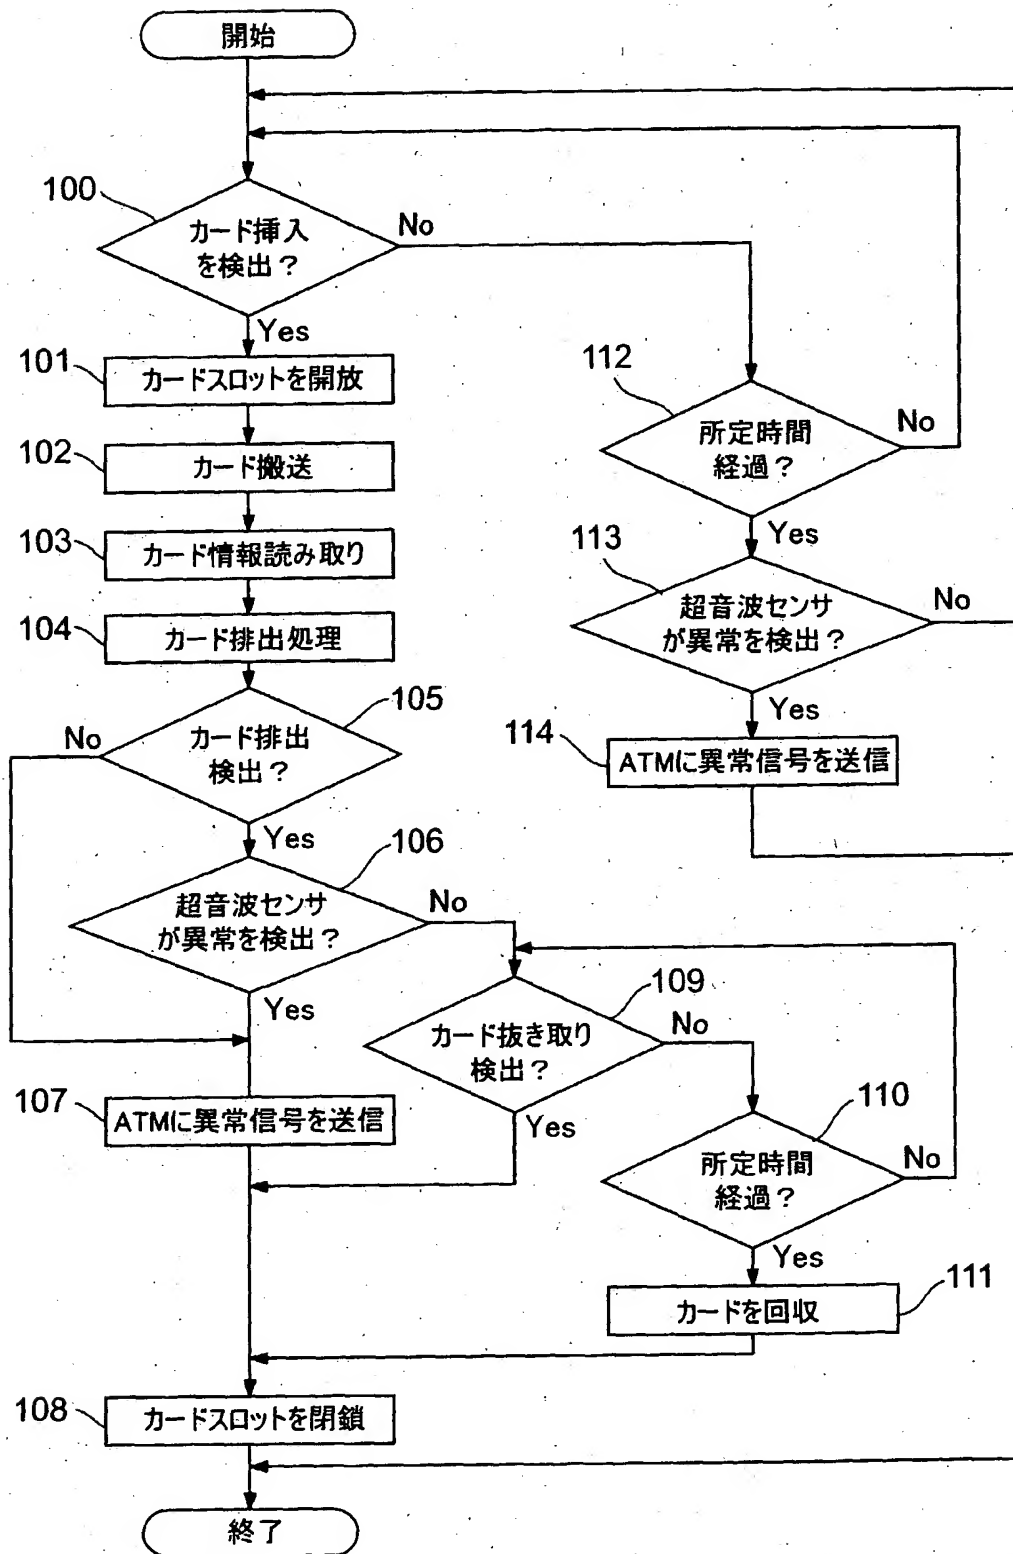 開始
100
カード挿入
を検出？
No
Yes
101
カードスロットを開放
112
所定時間
経過？
No
102
カード搬送
Yes
103
カード情報読み取り
113
超音波センサ
が異常を検出？
No
104
カード排出処理
Yes
105
カード排出
検出？
No
114
ATMに異常信号を送信
Yes
106
超音波センサ
が異常を検出？
No
Yes
109
カード抜き取り
検出？
No
107
ATMに異常信号を送信
Yes
110
所定時間
経過？
No
Yes
111
カードを回収
108
カードスロットを閉鎖
終了